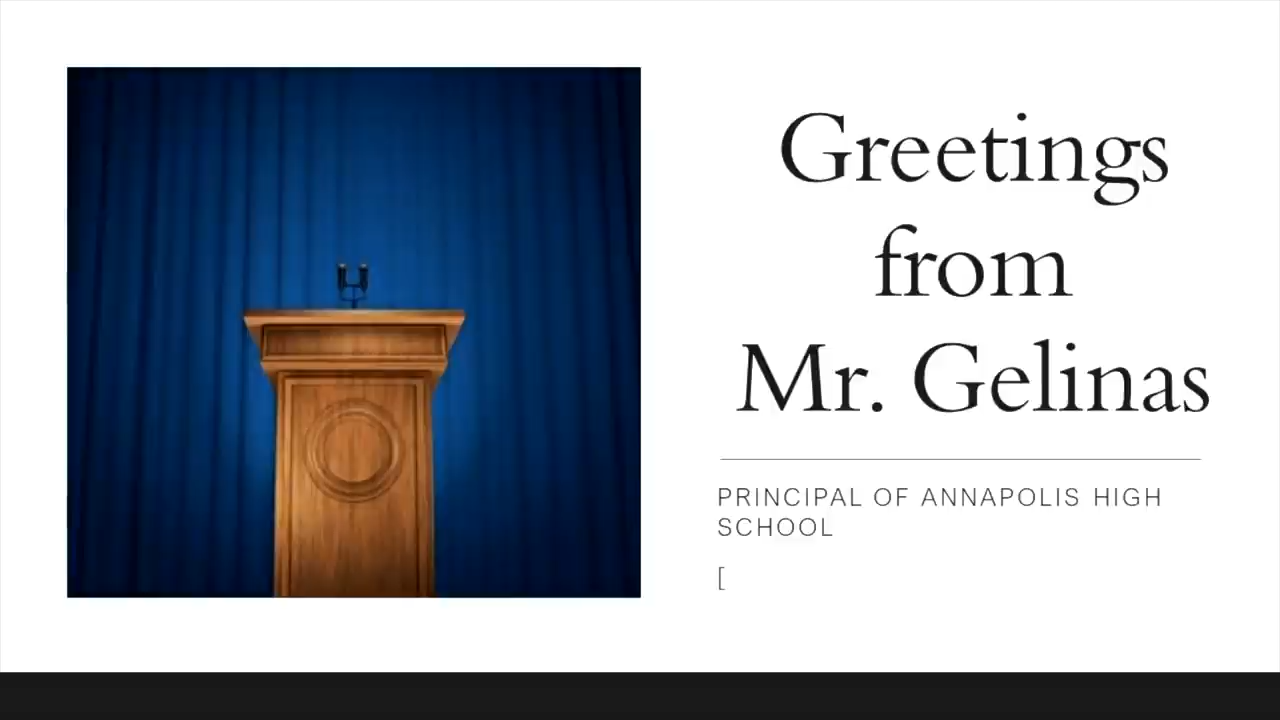 Greetings
from
Mr. Gelinas
PRINCIPAL OF ANNAPOLIS HIGH
SCHOOL
[